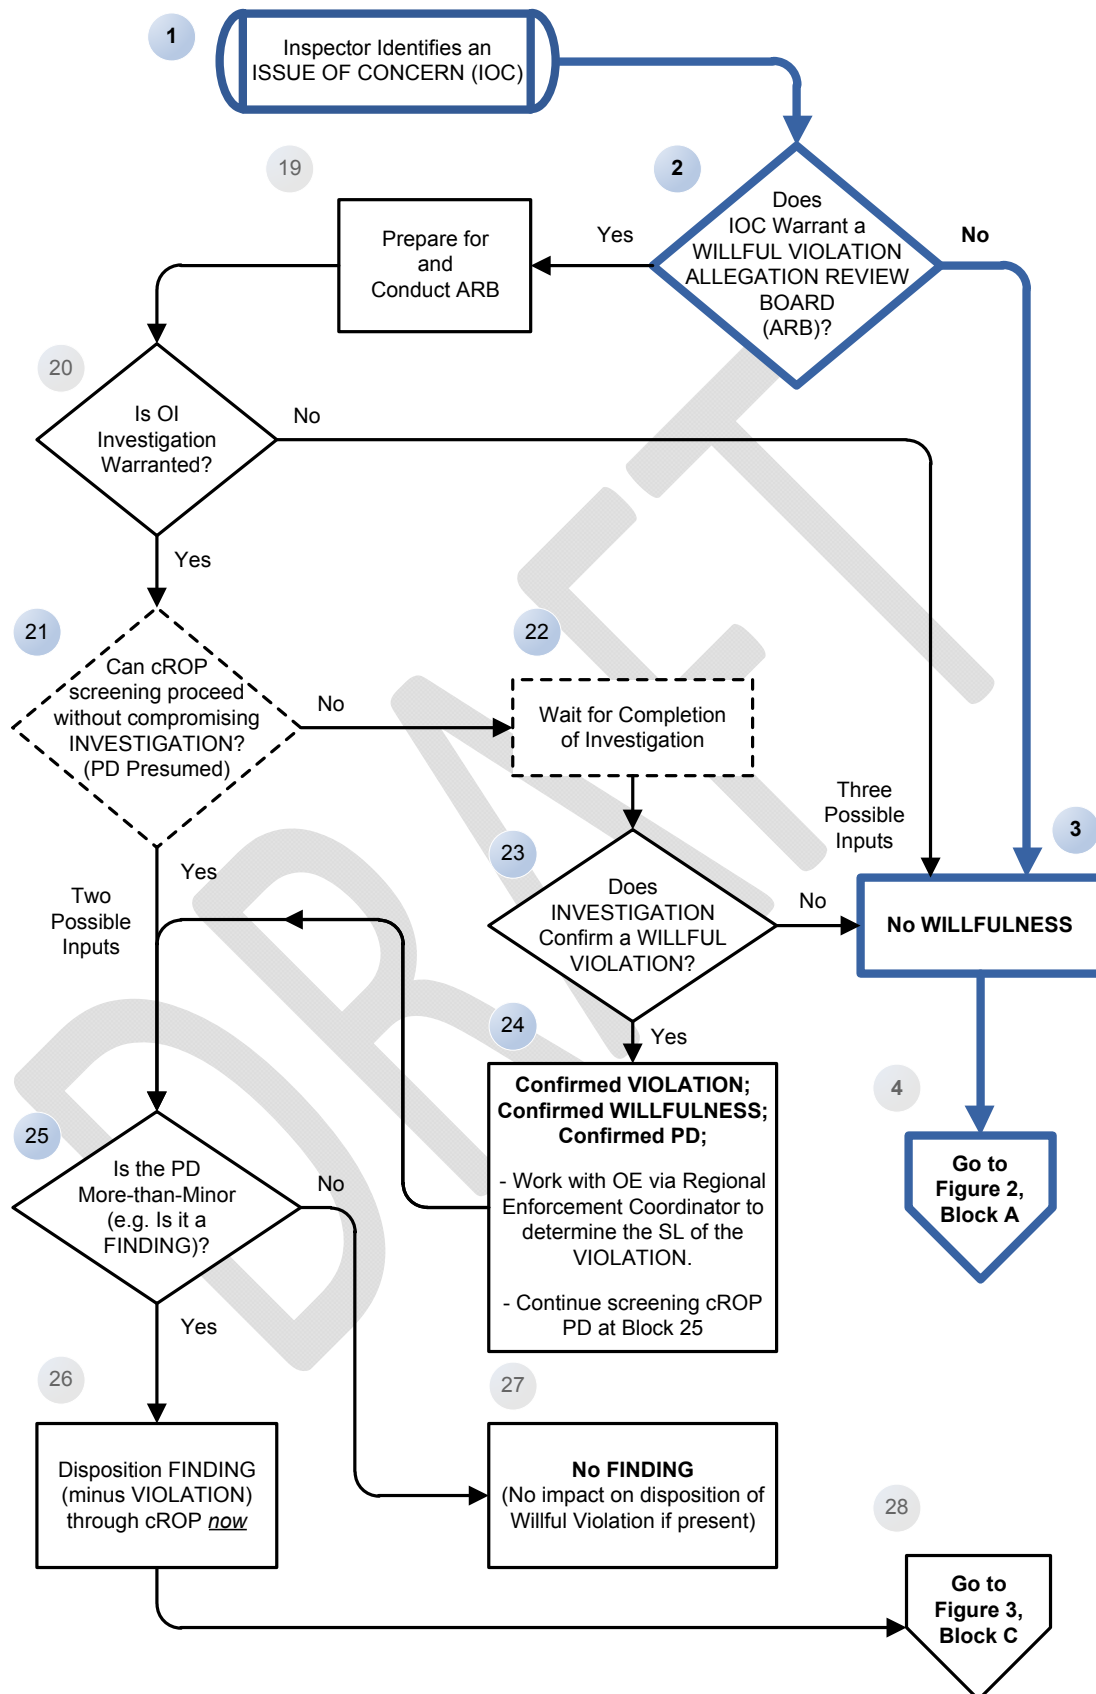 1
Inspector Identifies an
ISSUE OF CONCERN (IOC)
19
2
Does
IOC Warrant a
WILLFUL VIOLATION
ALLEGATION REVIEW
BOARD
(ARB)?
Yes
No
Prepare for
and
Conduct ARB
20
Is OI
Investigation
Warranted?
No
Yes
21
Can cROP
screening proceed
without compromising
INVESTIGATION?
(PD Presumed)
No
22
Wait for Completion
of Investigation
Three
Possible
Inputs
3
Yes
Two
Possible
Inputs
23
Does
INVESTIGATION
Confirm a WILLFUL
VIOLATION?
No
No WILLFULNESS
24
Yes
Confirmed VIOLATION;
Confirmed WILLFULNESS;
Confirmed PD;
- Work with OE via Regional
Enforcement Coordinator to
determine the SL of the
VIOLATION.
- Continue screening cROP
PD at Block 25
4
Go to
Figure 2,
Block A
25
Is the PD
More-than-Minor
(e.g. Is it a
FINDING)?
No
Yes
26
Disposition FINDING
(minus VIOLATION)
through cROP now
27
No FINDING
(No impact on disposition of
Willful Violation if present)
28
Go to
Figure 3,
Block C
DRAFT